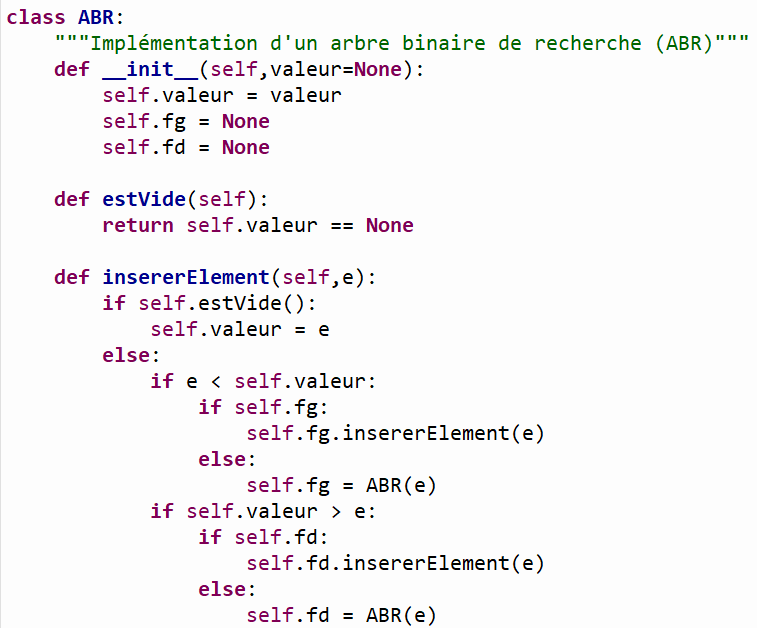 class ABR:
    """Implémentation d'un arbre binaire de recherche (ABR)"""
    def __init__(self,valeur=None):
        self.valeur = valeur
        self.fg = None
        self.fd = None

    def estVide(self):
        return self.valeur == None

    def insererElement(self,e):
        if self.estVide():
            self.valeur = e
        else:
            if e < self.valeur:
                if self.fg:
                    self.fg.insererElement(e)
                else:
                    self.fg = ABR(e)
            if self.valeur > e:
                if self.fd:
                    self.fd.insererElement(e)
                else:
                    self.fd = ABR(e)